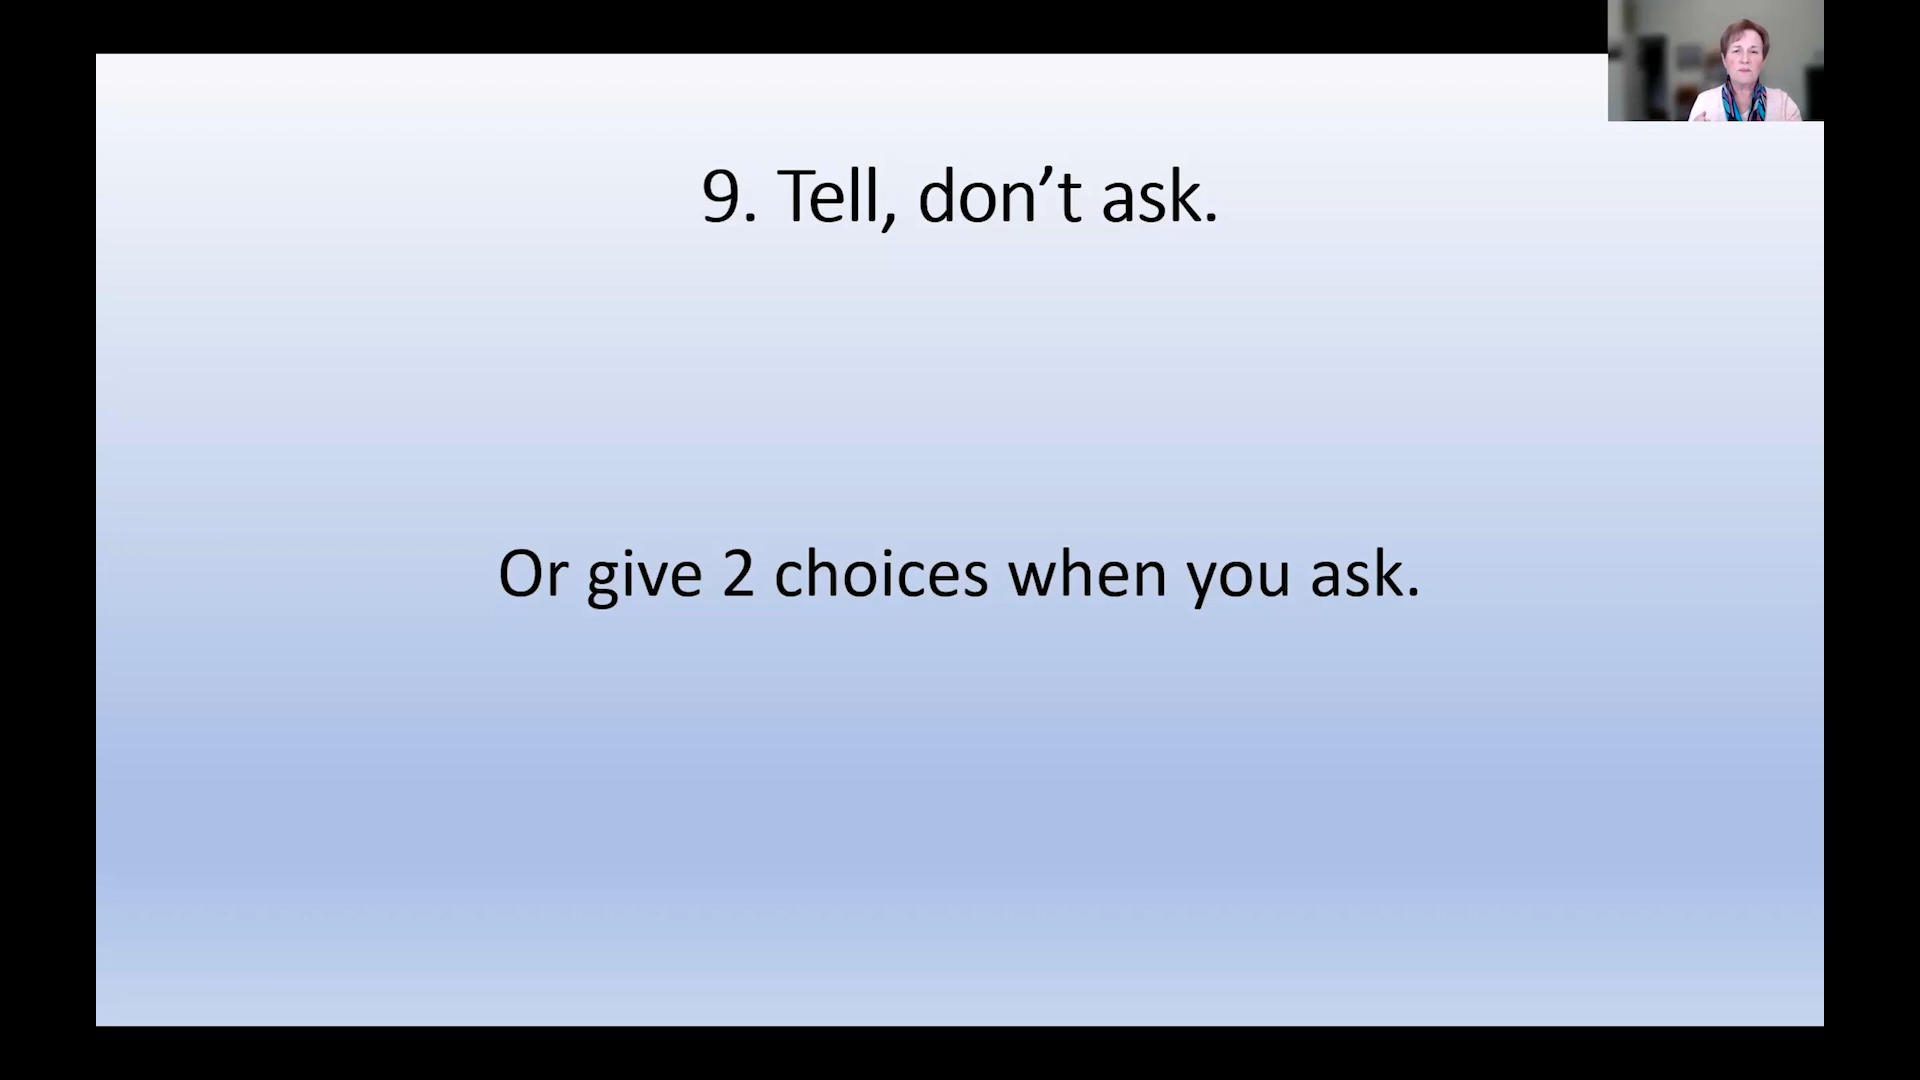 9. Tell, don’t ask.
Or give 2 choices when you ask.